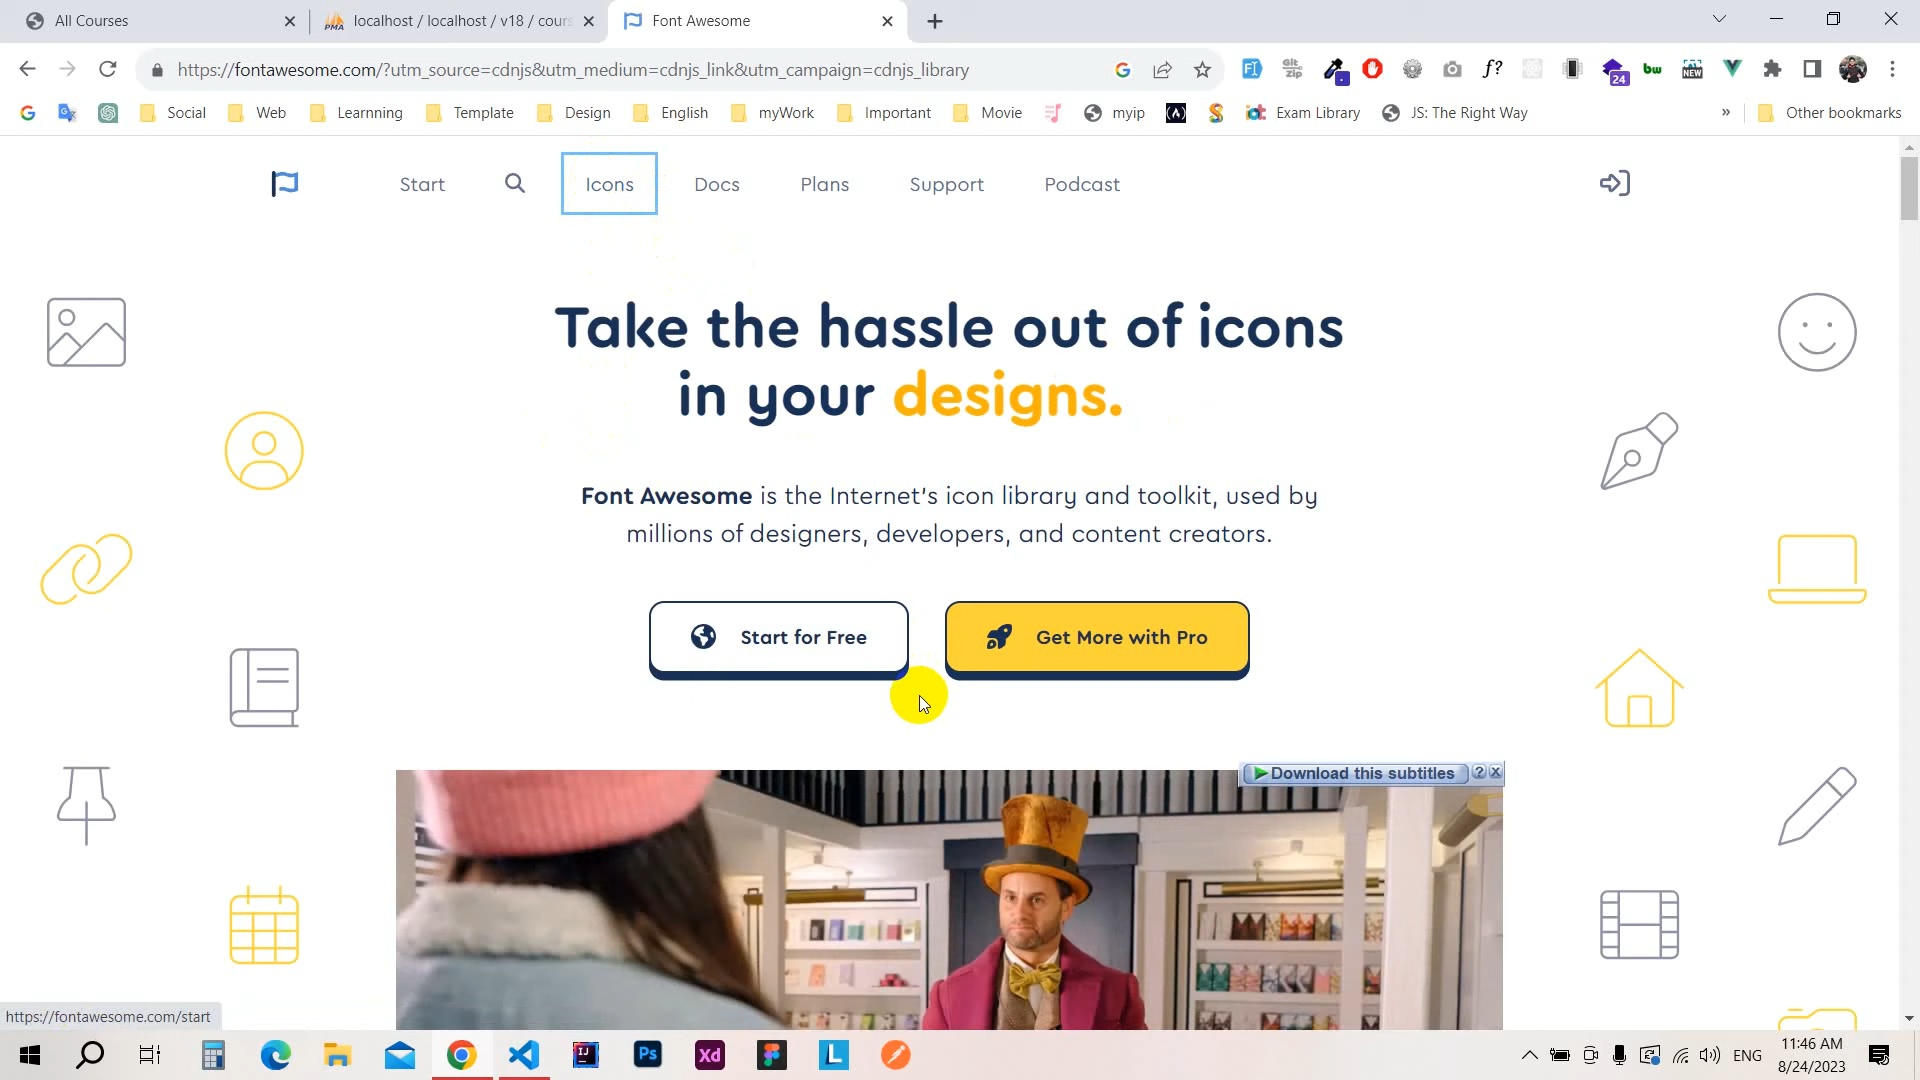 All Courses
localhost / localhost / v18 / cours
Font Awesome
https://fontawesome.com/?utm_source=cdnjs&utm_medium=cdnjs_link&utm_campaign=cdnjs_library
Social
Web
Learnning
Template
Design
English
myWork
Important
Movie
myip
Exam Library
JS: The Right Way
»
Other bookmarks
24
NEW
Start
Icons
Docs
Plans
Support
Podcast
Take the hassle out of icons
in your designs.
Font Awesome is the Internet's icon library and toolkit, used by
millions of designers, developers, and content creators.
Start for Free
Get More with Pro
Download this subtitles
https://fontawesome.com/start
ENG
11:46 AM
8/24/2023